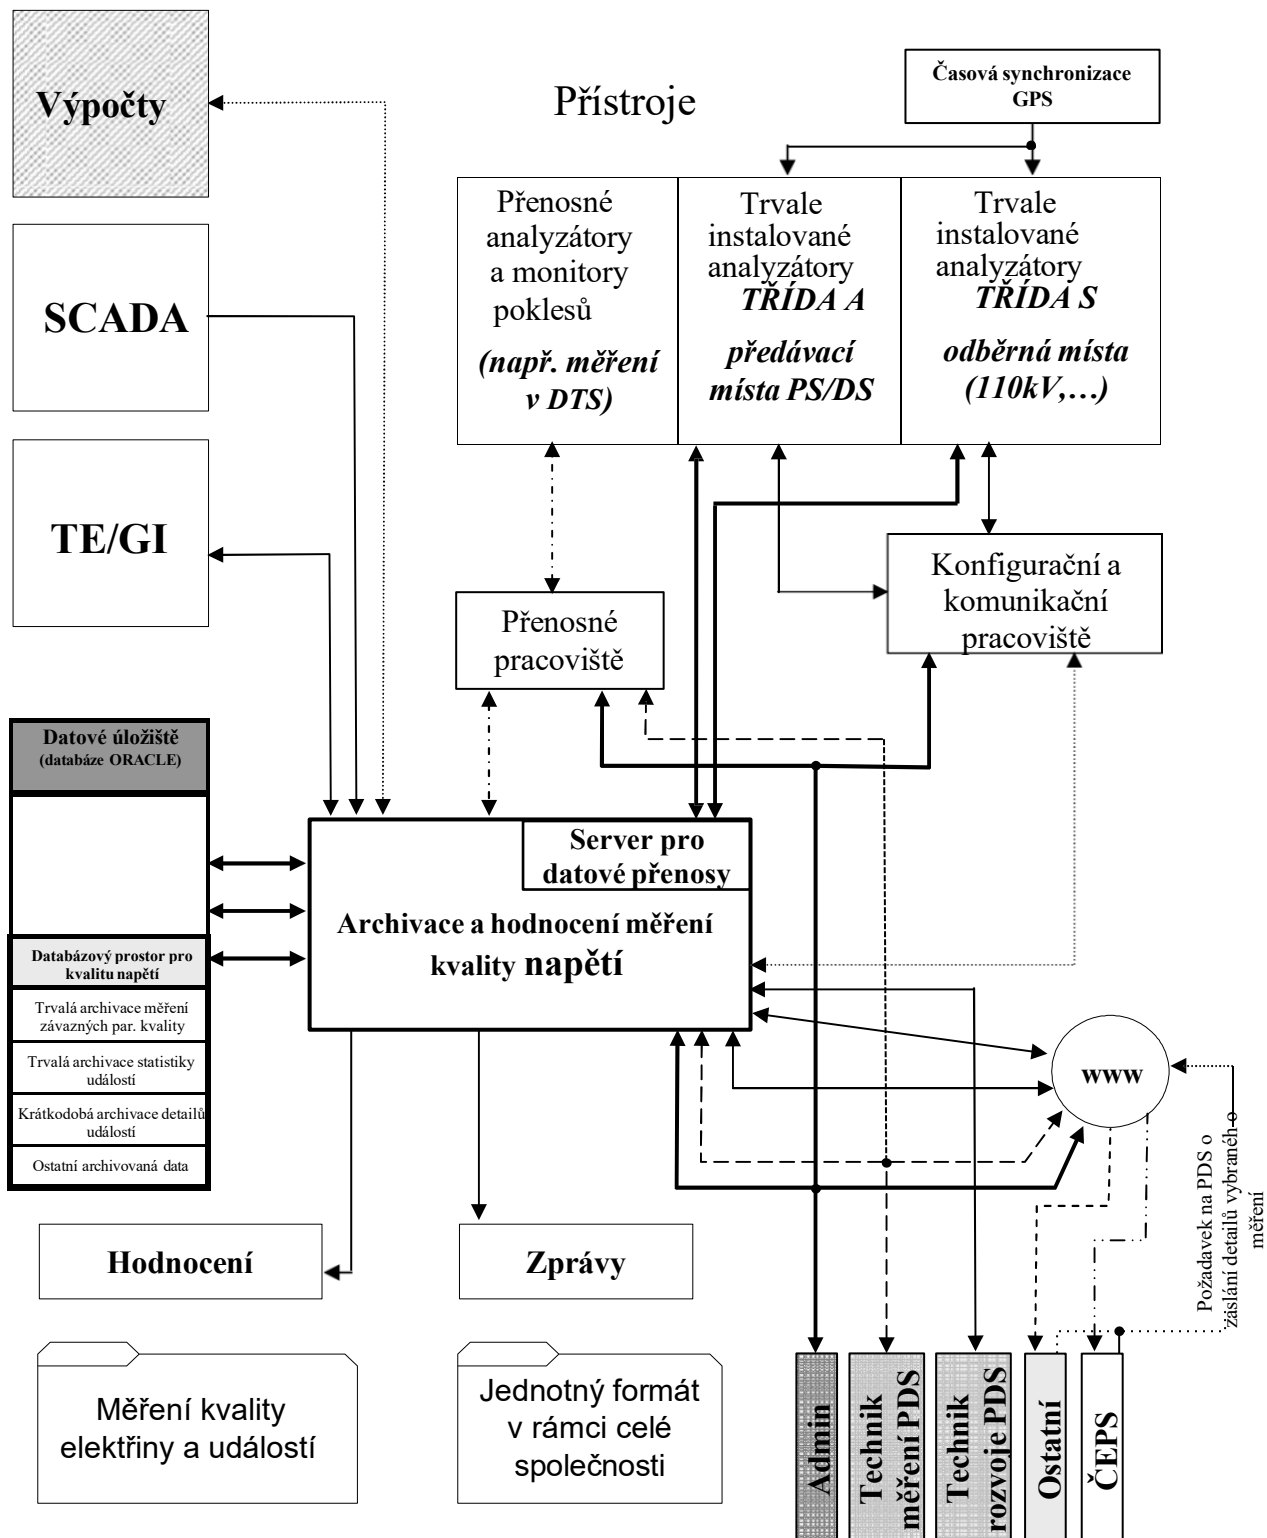 Výpočty
Přístroje
Časová synchronizace
GPS
SCADA
TE/GI
Přenosné
analyzátory
a monitory
poklesů
(např. měření
v DTS)
Trvale
instalované
analyzátory
TŘÍDA A
předávací
místa PS/DS
Trvale
instalované
analyzátory
TŘÍDA S
odběrná místa
(110kV,…)
Přenosné
pracoviště
Konfigurační a
komunikační
pracoviště
Datové úložiště
(databáze ORACLE)
Databázový prostor pro
kvalitu napětí
Trvalá archivace měření
závazných par. kvality
Trvalá archivace statistiky
událostí
Krátkodobá archivace detailů
událostí
Ostatní archivovaná data
Server pro
datové přenosy
Archivace a hodnocení měření
kvality napětí
www
Požadavek na PDS o
záslání detailů vybranéh-o
měření
Hodnocení
Zprávy
Měření kvality
elektřiny a událostí
Jednotný formát
v rámci celé
společnosti
Admin
Technik
měření PDS
Technik
rozvoje PDS
Ostatní
ČEPS